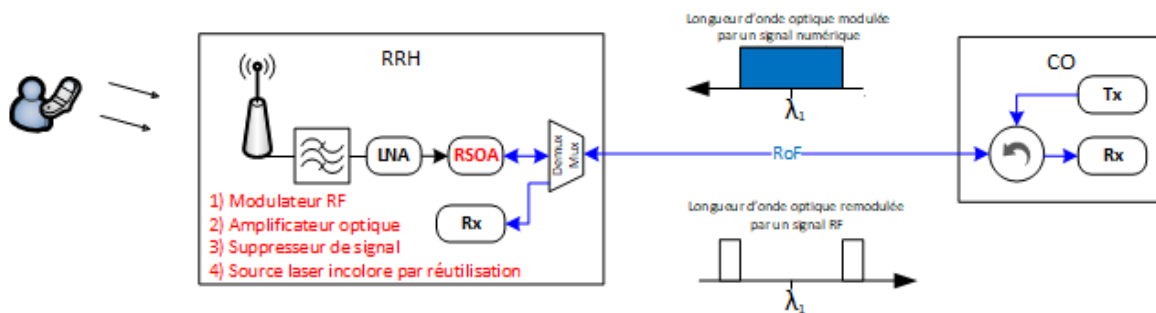 Longueur d'onde optique modulée
par un signal numérique
RRH
CO
Tx
LNA
RSOA
Demux
Mux
RoF
Rx
λ1
1) Modulateur RF
2) Amplificateur optique
3) Suppresseur de signal
4) Source laser incolore par réutilisation
Rx
Longueur d'onde optique remodulée
par un signal RF
λ1